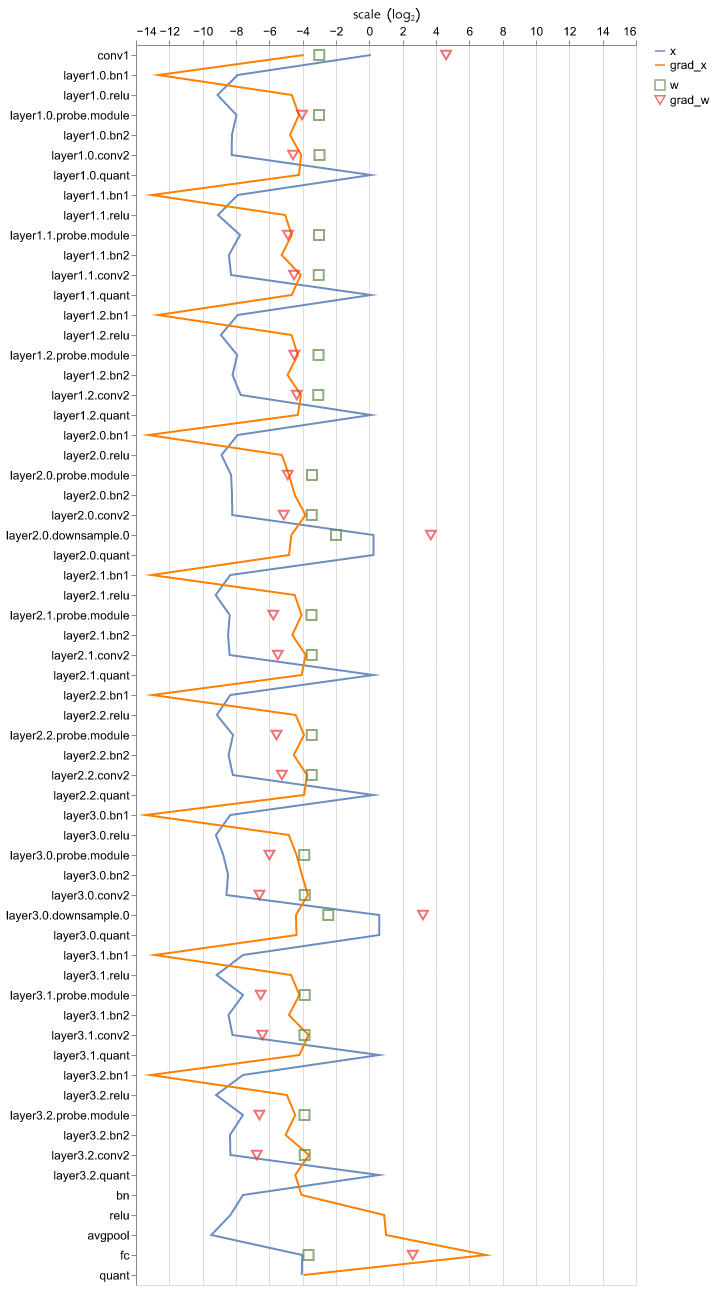 scale (log₂)
−14 −12 −10 −8 −6 −4 −2 0 2 4 6 8 10 12 14 16
x
grad_x
w
grad_w
conv1
layer1.0.bn1
layer1.0.relu
layer1.0.probe.module
layer1.0.bn2
layer1.0.conv2
layer1.0.quant
layer1.1.bn1
layer1.1.relu
layer1.1.probe.module
layer1.1.bn2
layer1.1.conv2
layer1.1.quant
layer1.2.bn1
layer1.2.relu
layer1.2.probe.module
layer1.2.bn2
layer1.2.conv2
layer1.2.quant
layer2.0.bn1
layer2.0.relu
layer2.0.probe.module
layer2.0.bn2
layer2.0.conv2
layer2.0.downsample.0
layer2.0.quant
layer2.1.bn1
layer2.1.relu
layer2.1.probe.module
layer2.1.bn2
layer2.1.conv2
layer2.1.quant
layer2.2.bn1
layer2.2.relu
layer2.2.probe.module
layer2.2.bn2
layer2.2.conv2
layer2.2.quant
layer3.0.bn1
layer3.0.relu
layer3.0.probe.module
layer3.0.bn2
layer3.0.conv2
layer3.0.downsample.0
layer3.0.quant
layer3.1.bn1
layer3.1.relu
layer3.1.probe.module
layer3.1.bn2
layer3.1.conv2
layer3.1.quant
layer3.2.bn1
layer3.2.relu
layer3.2.probe.module
layer3.2.bn2
layer3.2.conv2
layer3.2.quant
bn
relu
avgpool
fc
quant